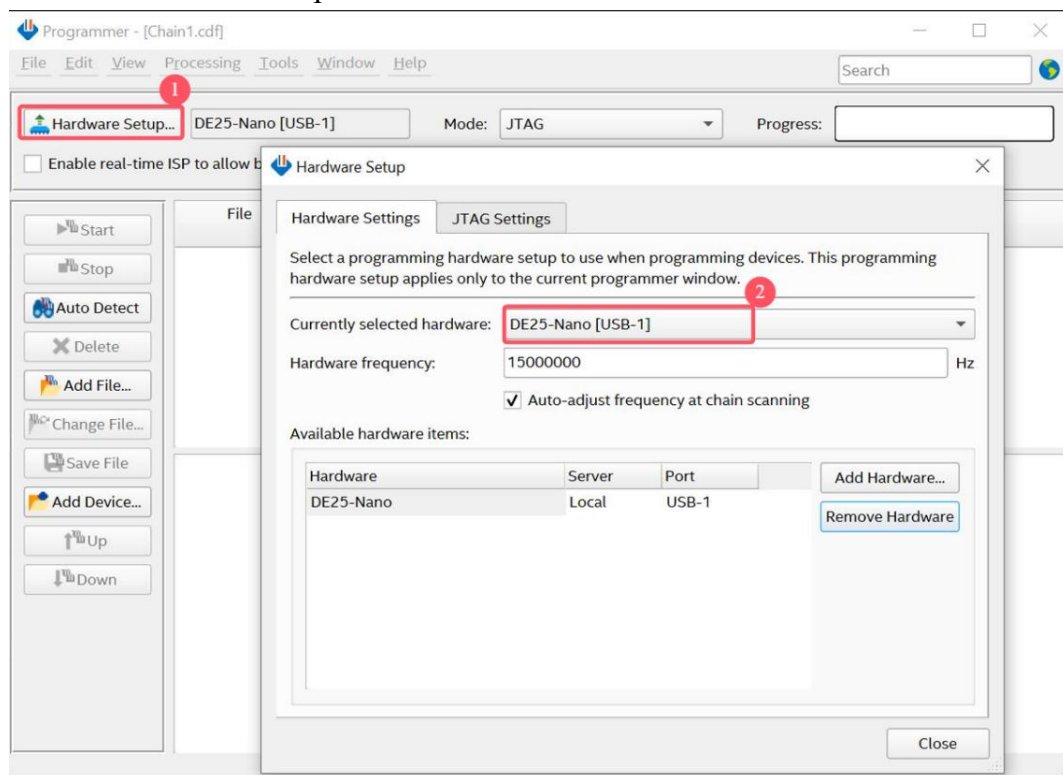 Programmer - [Chain1.cdf]
File Edit View Processing Tools Window Help
Search
1
Hardware Setup... DE25-Nano [USB-1] Mode: JTAG Progress:
Enable real-time ISP to allow b
Hardware Setup
File
Hardware Settings JTAG Settings
Start
Stop
Auto Detect
Delete
Add File...
Change File...
Save File
Add Device...
Up
Down
Select a programming hardware setup to use when programming devices. This programming
hardware setup applies only to the current programmer window.
2
Currently selected hardware: DE25-Nano [USB-1]
Hardware frequency: 15000000 Hz
Auto-adjust frequency at chain scanning
Available hardware items:
Hardware Server Port
DE25-Nano Local USB-1
Add Hardware...
Remove Hardware
Close